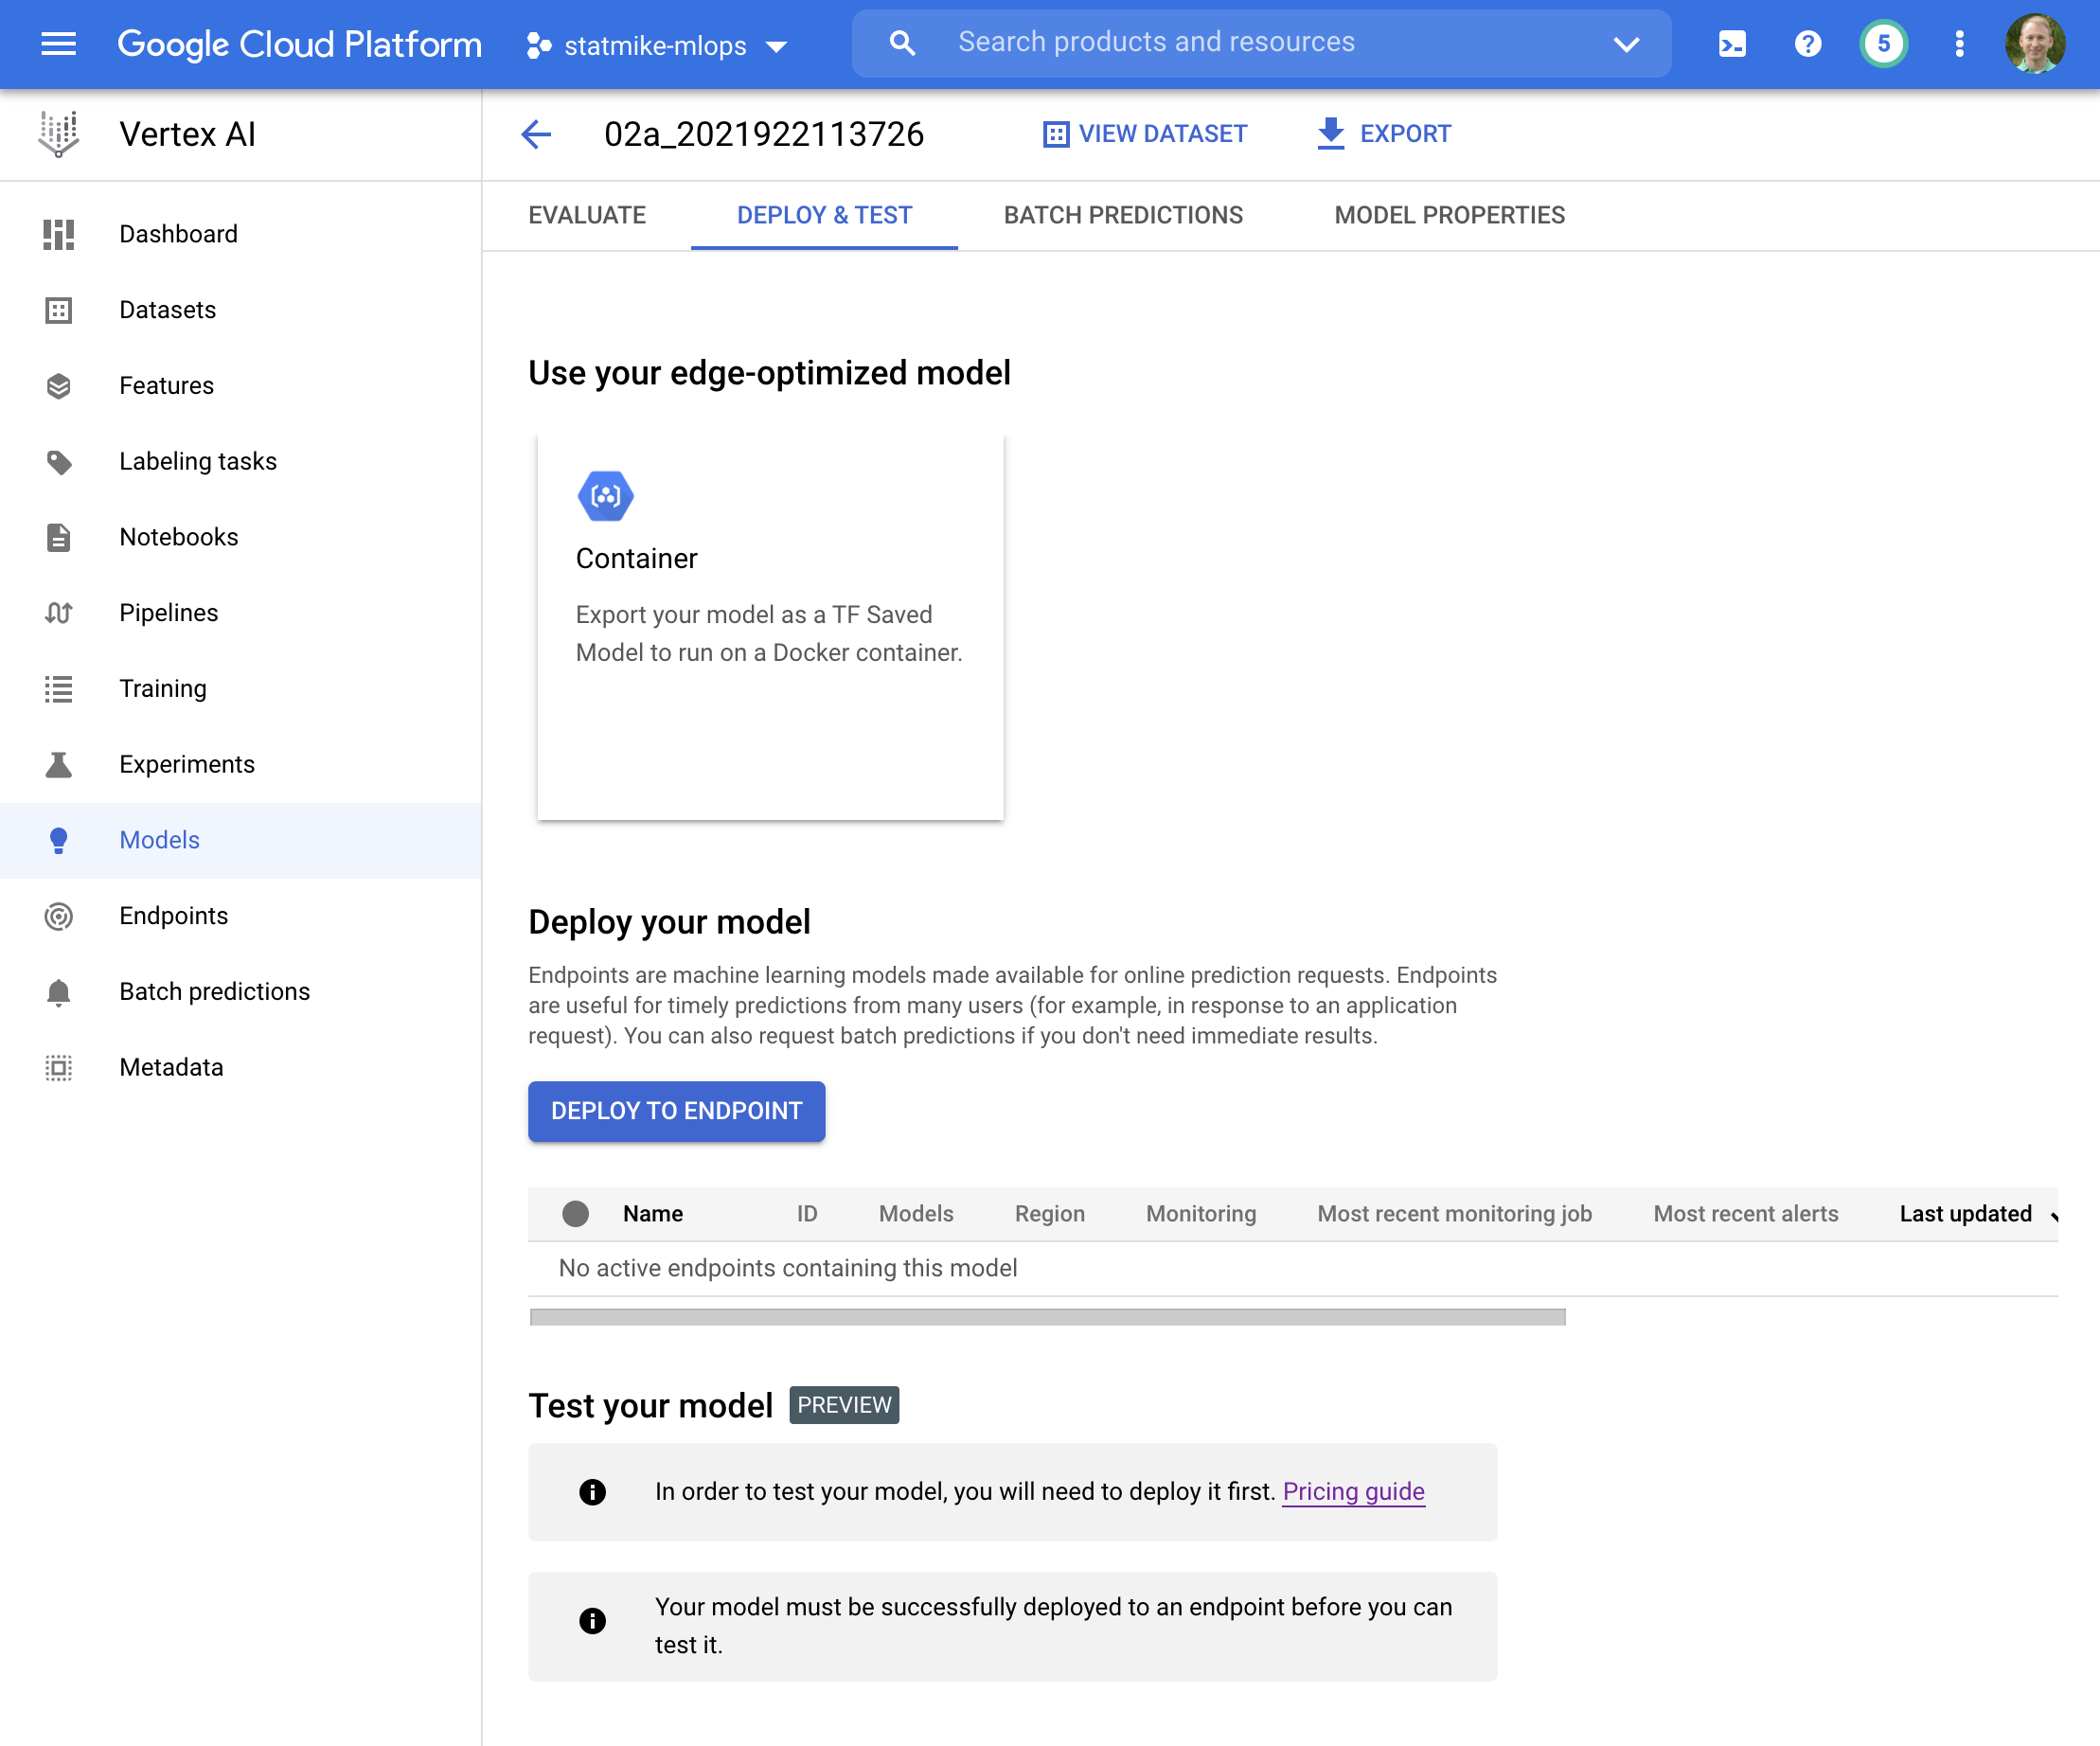 Google Cloud Platform
statmike-mlops
Search products and resources
5
Vertex AI
02a_2021922113726
VIEW DATASET
EXPORT
EVALUATE
DEPLOY & TEST
BATCH PREDICTIONS
MODEL PROPERTIES
Dashboard
Datasets
Features
Labeling tasks
Notebooks
Pipelines
Training
Experiments
Models
Endpoints
Batch predictions
Metadata
Use your edge-optimized model
Container
Export your model as a TF Saved
Model to run on a Docker container.
Deploy your model
Endpoints are machine learning models made available for online prediction requests. Endpoints
are useful for timely predictions from many users (for example, in response to an application
request). You can also request batch predictions if you don't need immediate results.
DEPLOY TO ENDPOINT
Name ID Models Region Monitoring Most recent monitoring job Most recent alerts Last updated
No active endpoints containing this model
Test your model PREVIEW
In order to test your model, you will need to deploy it first. Pricing guide
Your model must be successfully deployed to an endpoint before you can
test it.